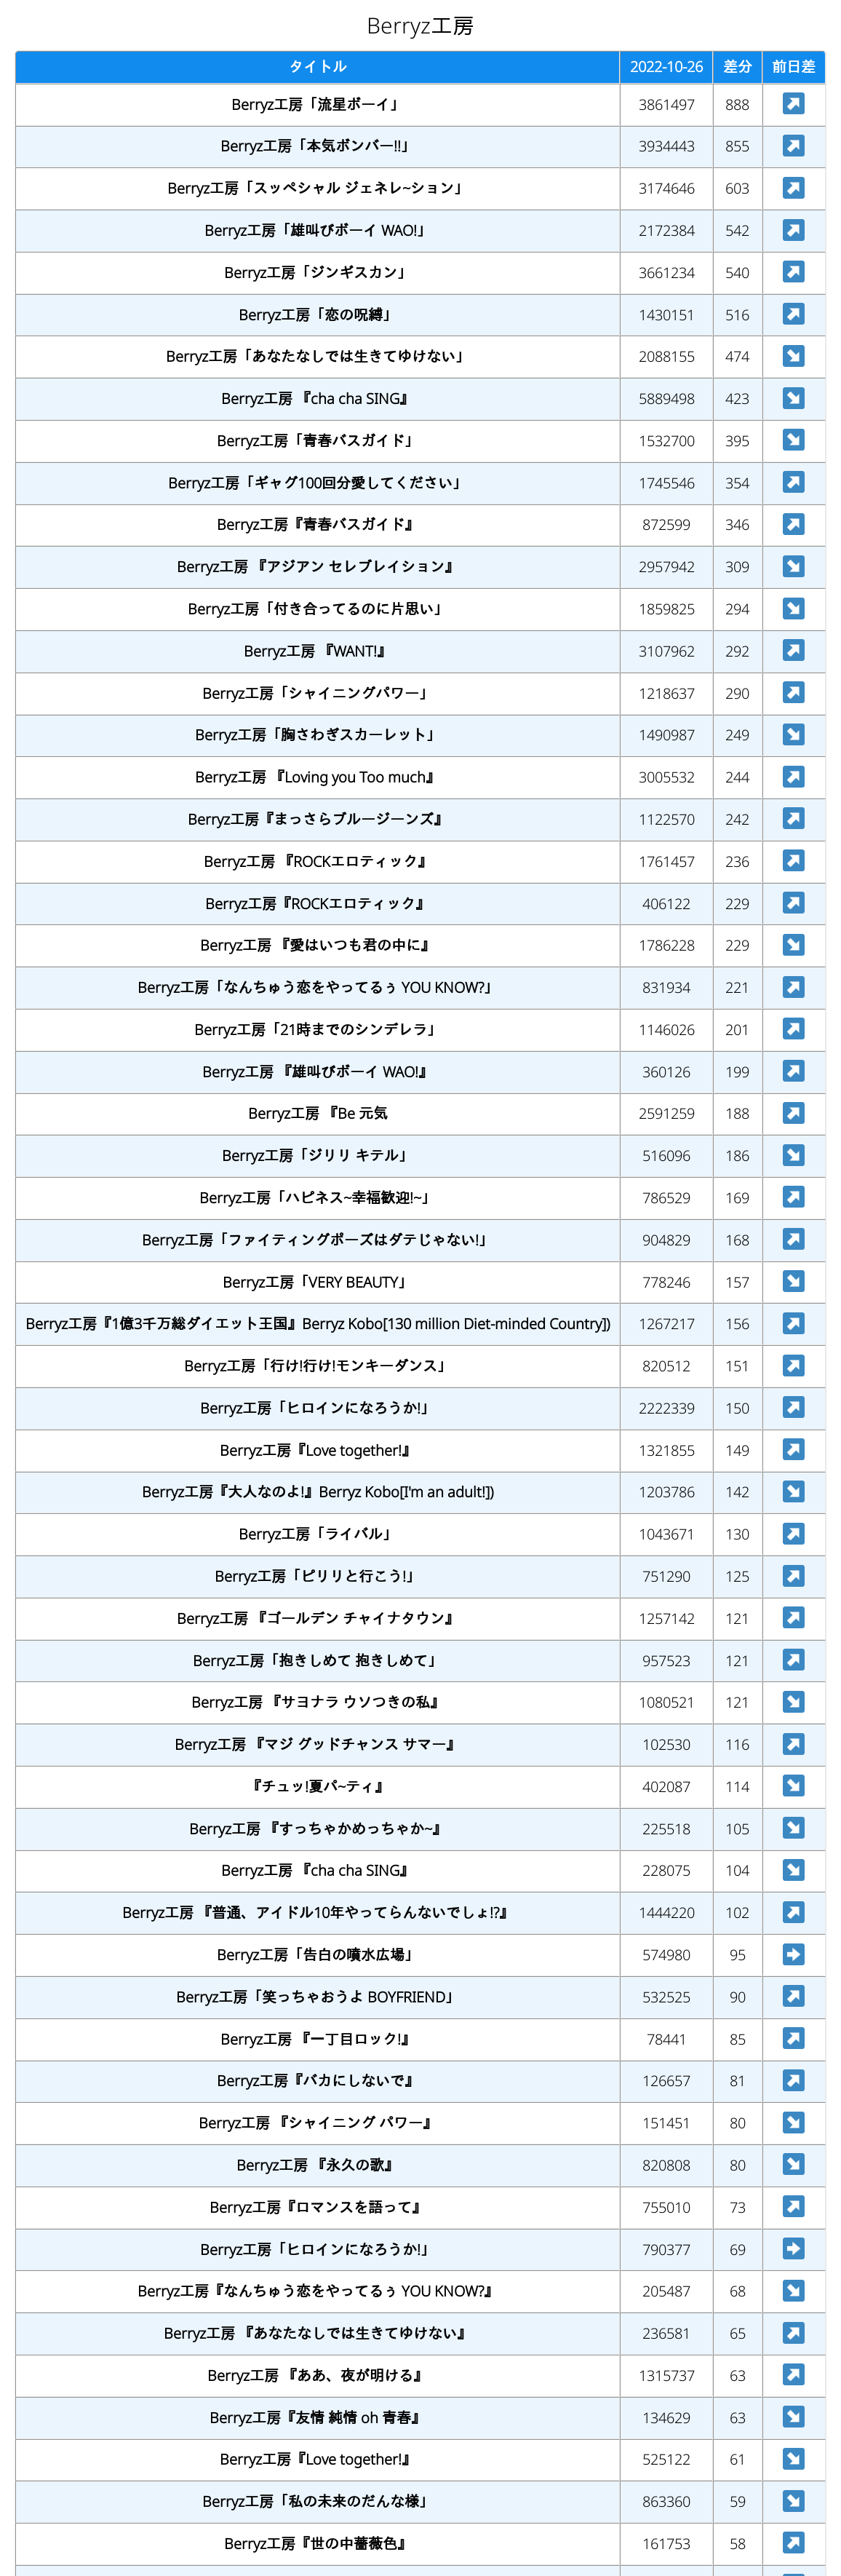 Berryz工房
タイトル 2022-10-26 差分 前日差
Berryz工房「流星ボーイ」 3861497 888 ↗
Berryz工房「本気ボンバー!!」 3934443 855 ↗
Berryz工房「スッペシャル ジェネレ~ション」 3174646 603 ↗
Berryz工房「雄叫びボーイ WAO!」 2172384 542 ↗
Berryz工房「ジンギスカン」 3661234 540 ↗
Berryz工房「恋の呪縛」 1430151 516 ↗
Berryz工房「あなたなしでは生きてゆけない」 2088155 474 ↘
Berryz工房 『cha cha SING』 5889498 423 ↘
Berryz工房「青春バスガイド」 1532700 395 ↘
Berryz工房「ギャグ100回分愛してください」 1745546 354 ↗
Berryz工房『青春バスガイド』 872599 346 ↗
Berryz工房 『アジアン セレブレイション』 2957942 309 ↘
Berryz工房「付き合ってるのに片思い」 1859825 294 ↘
Berryz工房 『WANT!』 3107962 292 ↗
Berryz工房「シャイニングパワー」 1218637 290 ↗
Berryz工房「胸さわぎスカーレット」 1490987 249 ↘
Berryz工房 『Loving you Too much』 3005532 244 ↗
Berryz工房『まっさらブルージーンズ』 1122570 242 ↗
Berryz工房 『ROCKエロティック』 1761457 236 ↗
Berryz工房『ROCKエロティック』 406122 229 ↗
Berryz工房 『愛はいつも君の中に』 1786228 229 ↘
Berryz工房「なんちゅう恋をやってるぅ YOU KNOW?」 831934 221 ↗
Berryz工房「21時までのシンデレラ」 1146026 201 ↗
Berryz工房 『雄叫びボーイ WAO!』 360126 199 ↗
Berryz工房 『Be 元気 2591259 188 ↗
Berryz工房「ジリリ キテル」 516096 186 ↘
Berryz工房「ハピネス~幸福歓迎!~」 786529 169 ↗
Berryz工房「ファイティングポーズはダテじゃない!」 904829 168 ↗
Berryz工房「VERY BEAUTY」 778246 157 ↘
Berryz工房『1億3千万総ダイエット王国』Berryz Kobo[130 million Diet-minded Country]) 1267217 156 ↗
Berryz工房「行け!行け!モンキーダンス」 820512 151 ↗
Berryz工房「ヒロインになろうか!」 2222339 150 ↗
Berryz工房『Love together!』 1321855 149 ↗
Berryz工房『大人なのよ!』Berryz Kobo[I'm an adult!]) 1203786 142 ↘
Berryz工房「ライバル」 1043671 130 ↗
Berryz工房「ピリリと行こう!」 751290 125 ↗
Berryz工房 『ゴールデン チャイナタウン』 1257142 121 ↗
Berryz工房「抱きしめて 抱きしめて」 957523 121 ↗
Berryz工房 『サヨナラ ウソつきの私』 1080521 121 ↘
Berryz工房 『マジ グッドチャンス サマー』 102530 116 ↗
『チュッ!夏パ~ティ』 402087 114 ↘
Berryz工房 『すっちゃかめっちゃか~』 225518 105 ↘
Berryz工房 『cha cha SING』 228075 104 ↘
Berryz工房 『普通、アイドル10年やってらんないでしょ!?』 1444220 102 ↗
Berryz工房「告白の噴水広場」 574980 95 ➡
Berryz工房「笑っちゃおうよ BOYFRIEND」 532525 90 ↗
Berryz工房 『一丁目ロック!』 78441 85 ↗
Berryz工房『バカにしないで』 126657 81 ↗
Berryz工房 『シャイニング パワー』 151451 80 ↘
Berryz工房 『永久の歌』 820808 80 ↘
Berryz工房『ロマンスを語って』 755010 73 ↗
Berryz工房「ヒロインになろうか!」 790377 69 ➡
Berryz工房『なんちゅう恋をやってるぅ YOU KNOW?』 205487 68 ↘
Berryz工房 『あなたなしでは生きてゆけない』 236581 65 ↗
Berryz工房 『ああ、夜が明ける』 1315737 63 ↗
Berryz工房『友情 純情 oh 青春』 134629 63 ↘
Berryz工房『Love together!』 525122 61 ↘
Berryz工房「私の未来のだんな様」 863360 59 ↘
Berryz工房『世の中薔薇色』 161753 58 ↗